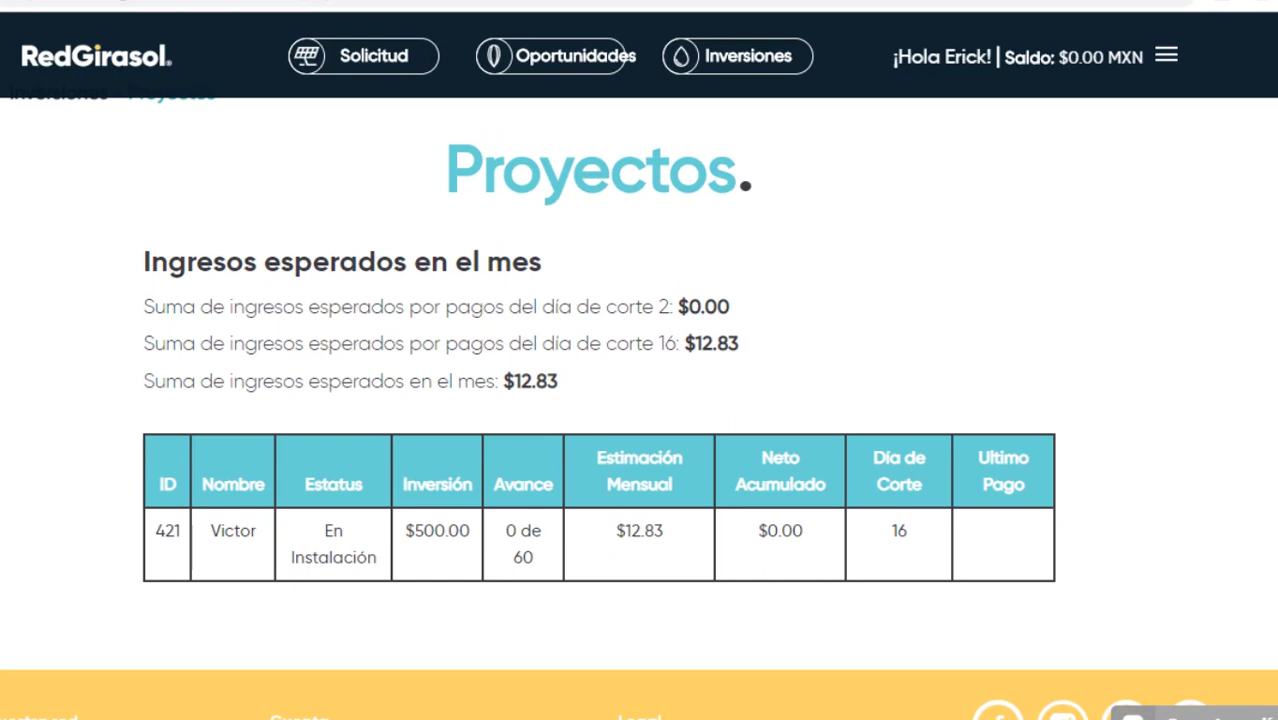 RedGirasol.
Solicitud
Oportunidades
Inversiones
¡Hola Erick! | Saldo: $0.00 MXN
Inversiones
Proyectos
Proyectos.
Ingresos esperados en el mes
Suma de ingresos esperados por pagos del día de corte 2: $0.00
Suma de ingresos esperados por pagos del día de corte 16: $12.83
Suma de ingresos esperados en el mes: $12.83
ID Nombre Estatus Inversión Avance Estimación Mensual Neto Acumulado Día de Corte Ultimo Pago
421 Victor En Instalación $500.00 0 de 60 $12.83 $0.00 16
Cuenta
Legal